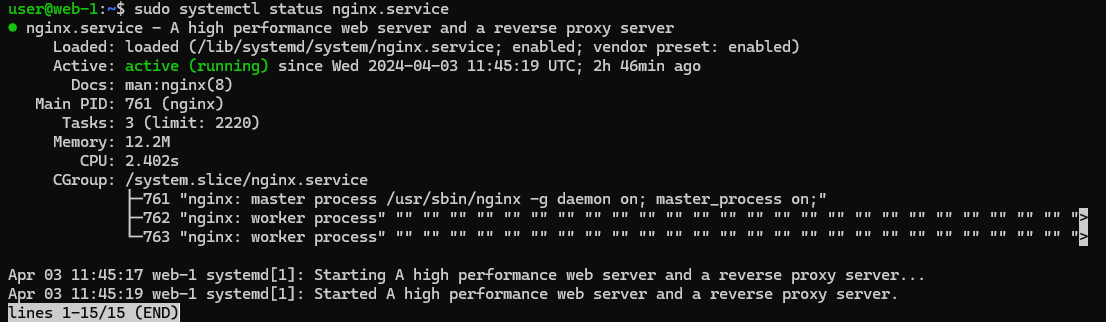 user@web-1:~$ sudo systemctl status nginx.service
● nginx.service - A high performance web server and a reverse proxy server
     Loaded: loaded (/lib/systemd/system/nginx.service; enabled; vendor preset: enabled)
     Active: active (running) since Wed 2024-04-03 11:45:19 UTC; 2h 46min ago
       Docs: man:nginx(8)
   Main PID: 761 (nginx)
      Tasks: 3 (limit: 2220)
     Memory: 12.2M
        CPU: 2.402s
     CGroup: /system.slice/nginx.service
             ├─761 "nginx: master process /usr/sbin/nginx -g daemon on; master_process on;"
             ├─762 "nginx: worker process" "" "" "" "" "" "" "" "" "" "" "" "" "" "" "" "" "" "" "" "" "" "" "" "" "" "">
             └─763 "nginx: worker process" "" "" "" "" "" "" "" "" "" "" "" "" "" "" "" "" "" "" "" "" "" "" "" "" "" "">

Apr 03 11:45:17 web-1 systemd[1]: Starting A high performance web server and a reverse proxy server...
Apr 03 11:45:19 web-1 systemd[1]: Started A high performance web server and a reverse proxy server.
lines 1-15/15 (END)